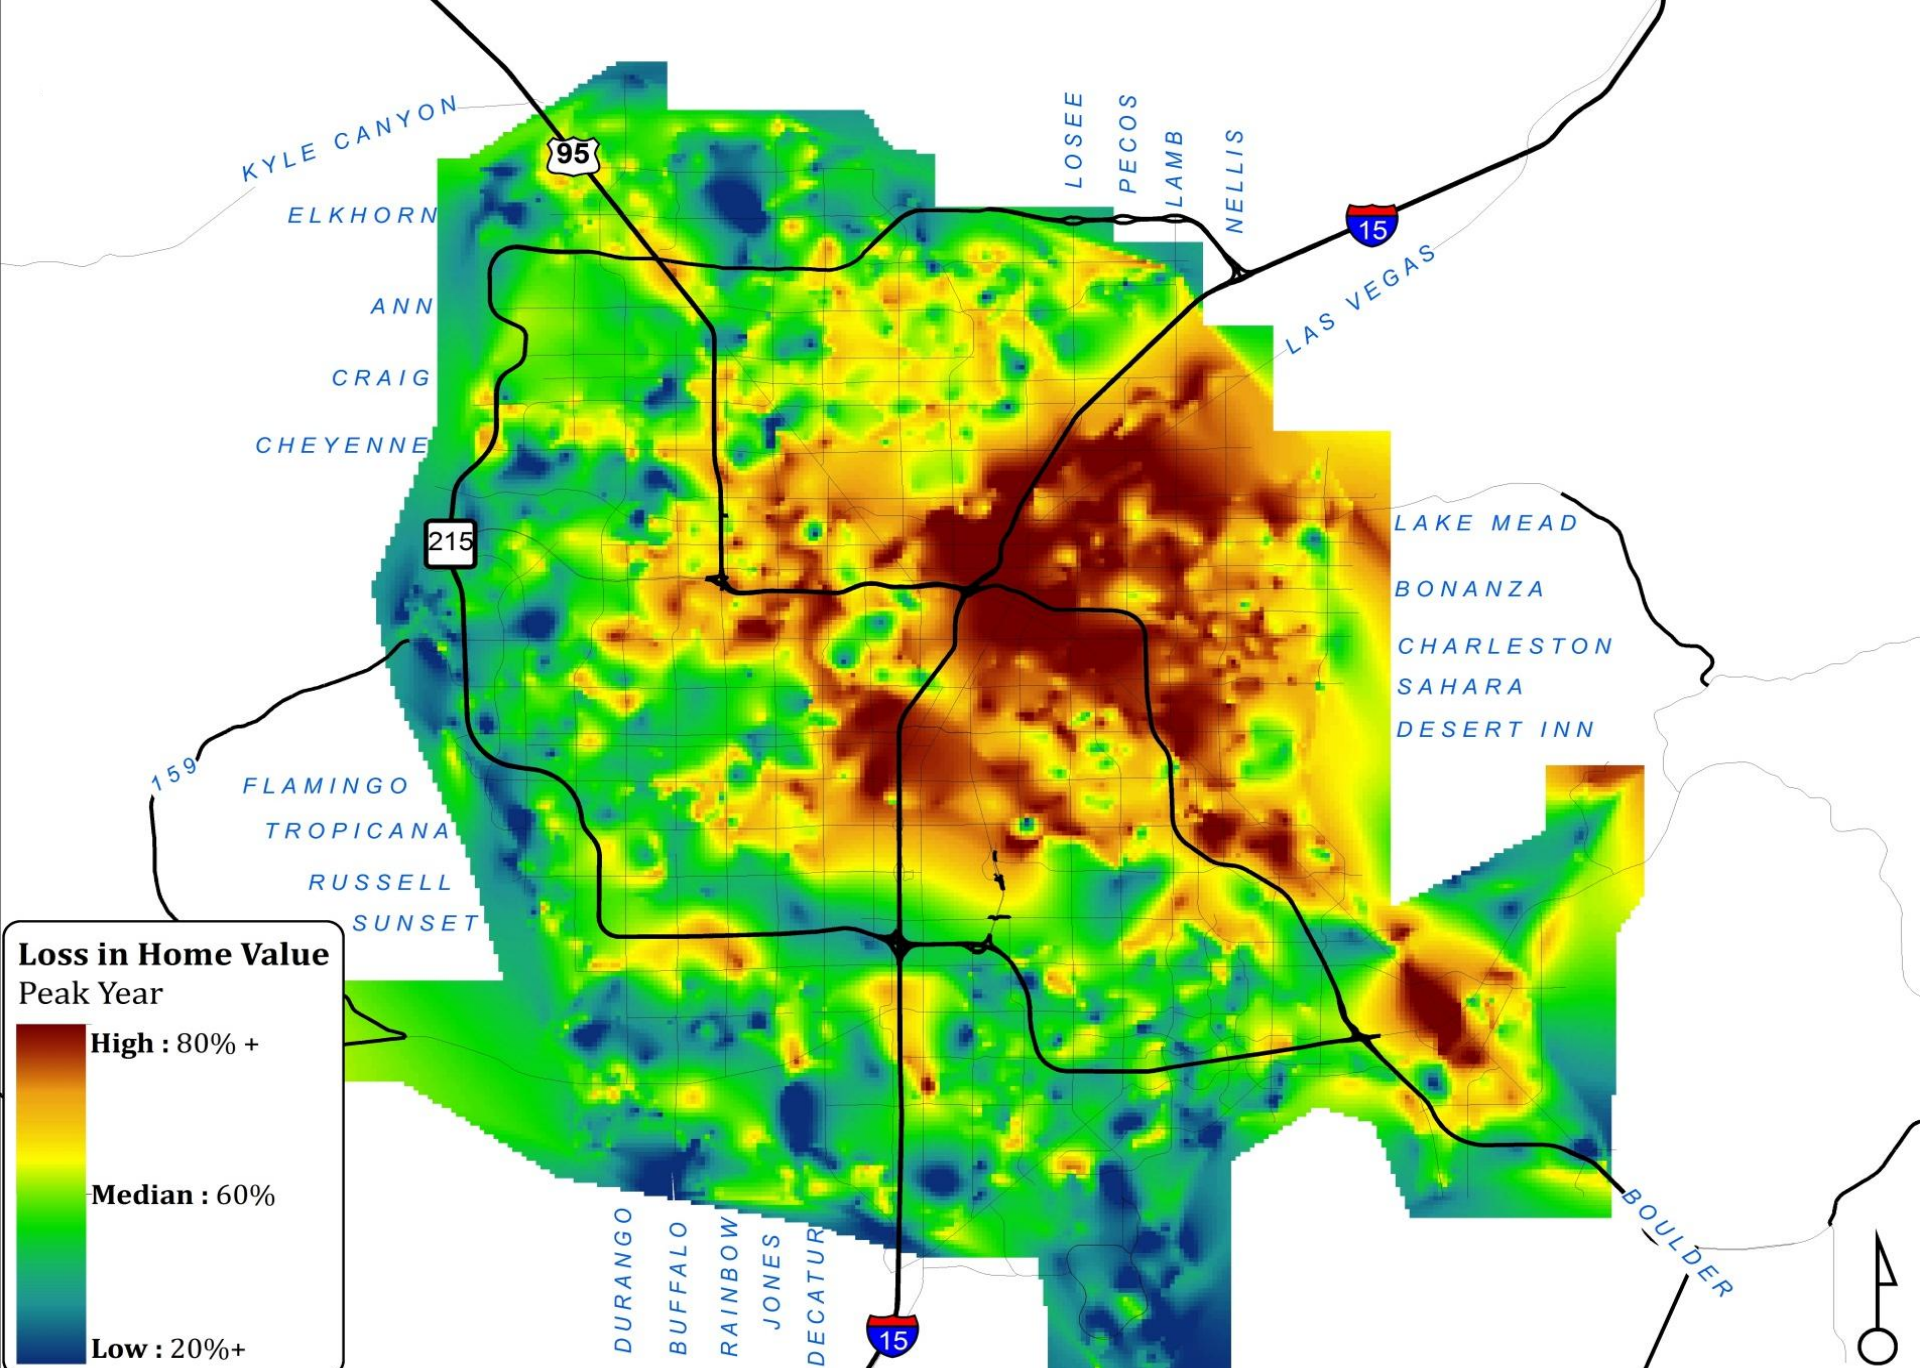 KYLE CANYON
95
ELKHORN
ANN
CRAIG
CHEYENNE
LOSEE
PECOS
LAMB
NELLIS
15
LAS VEGAS
215
LAKE MEAD
BONANZA
CHARLESTON
SAHARA
DESERT INN
159
FLAMINGO
TROPICANA
RUSSELL
SUNSET
Loss in Home Value
Peak Year
High : 80% +
Median : 60%
Low : 20%+
DURANGO
BUFFALO
RAINBOW
JONES
DECATUR
15
BOULDER